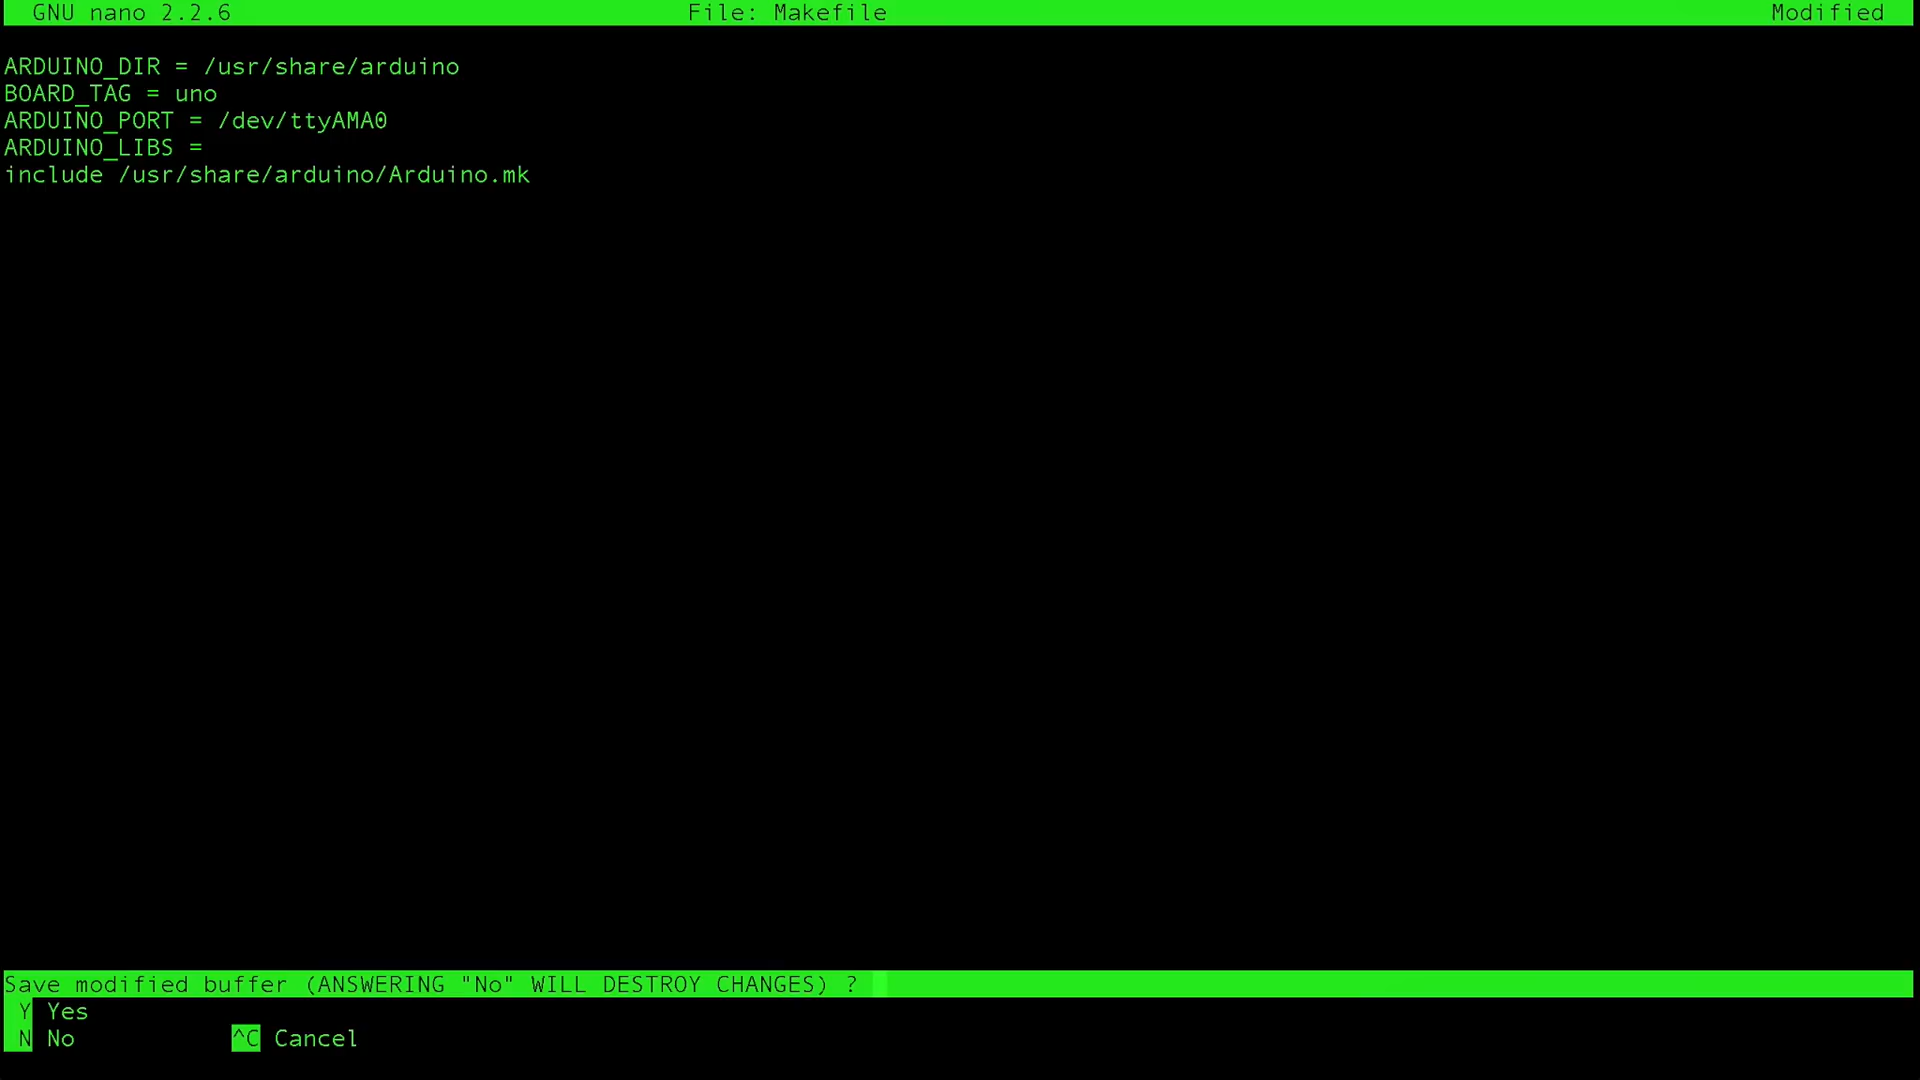 GNU nano 2.2.6 File: Makefile Modified
ARDUINO_DIR = /usr/share/arduino
BOARD_TAG = uno
ARDUINO_PORT = /dev/ttyAMA0
ARDUINO_LIBS =
include /usr/share/arduino/Arduino.mk
Save modified buffer (ANSWERING "No" WILL DESTROY CHANGES) ?
Y Yes
N No ^C Cancel